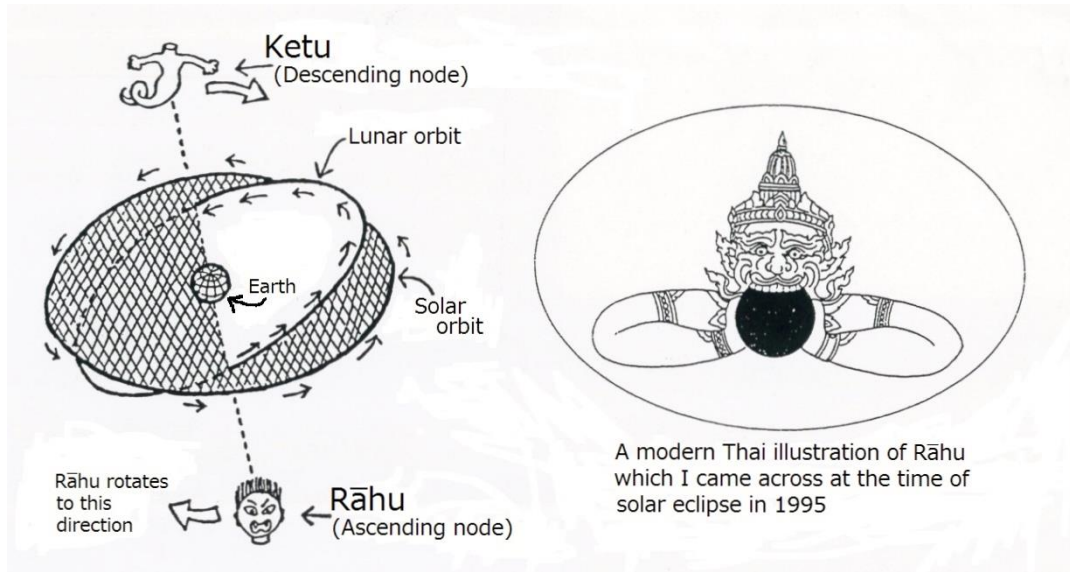 Ketu
(Descending node)
Lunar orbit
Earth
Solar
orbit
Rāhu rotates
to this
direction
Rāhu
(Ascending node)
A modern Thai illustration of Rāhu
which I came across at the time of
solar eclipse in 1995